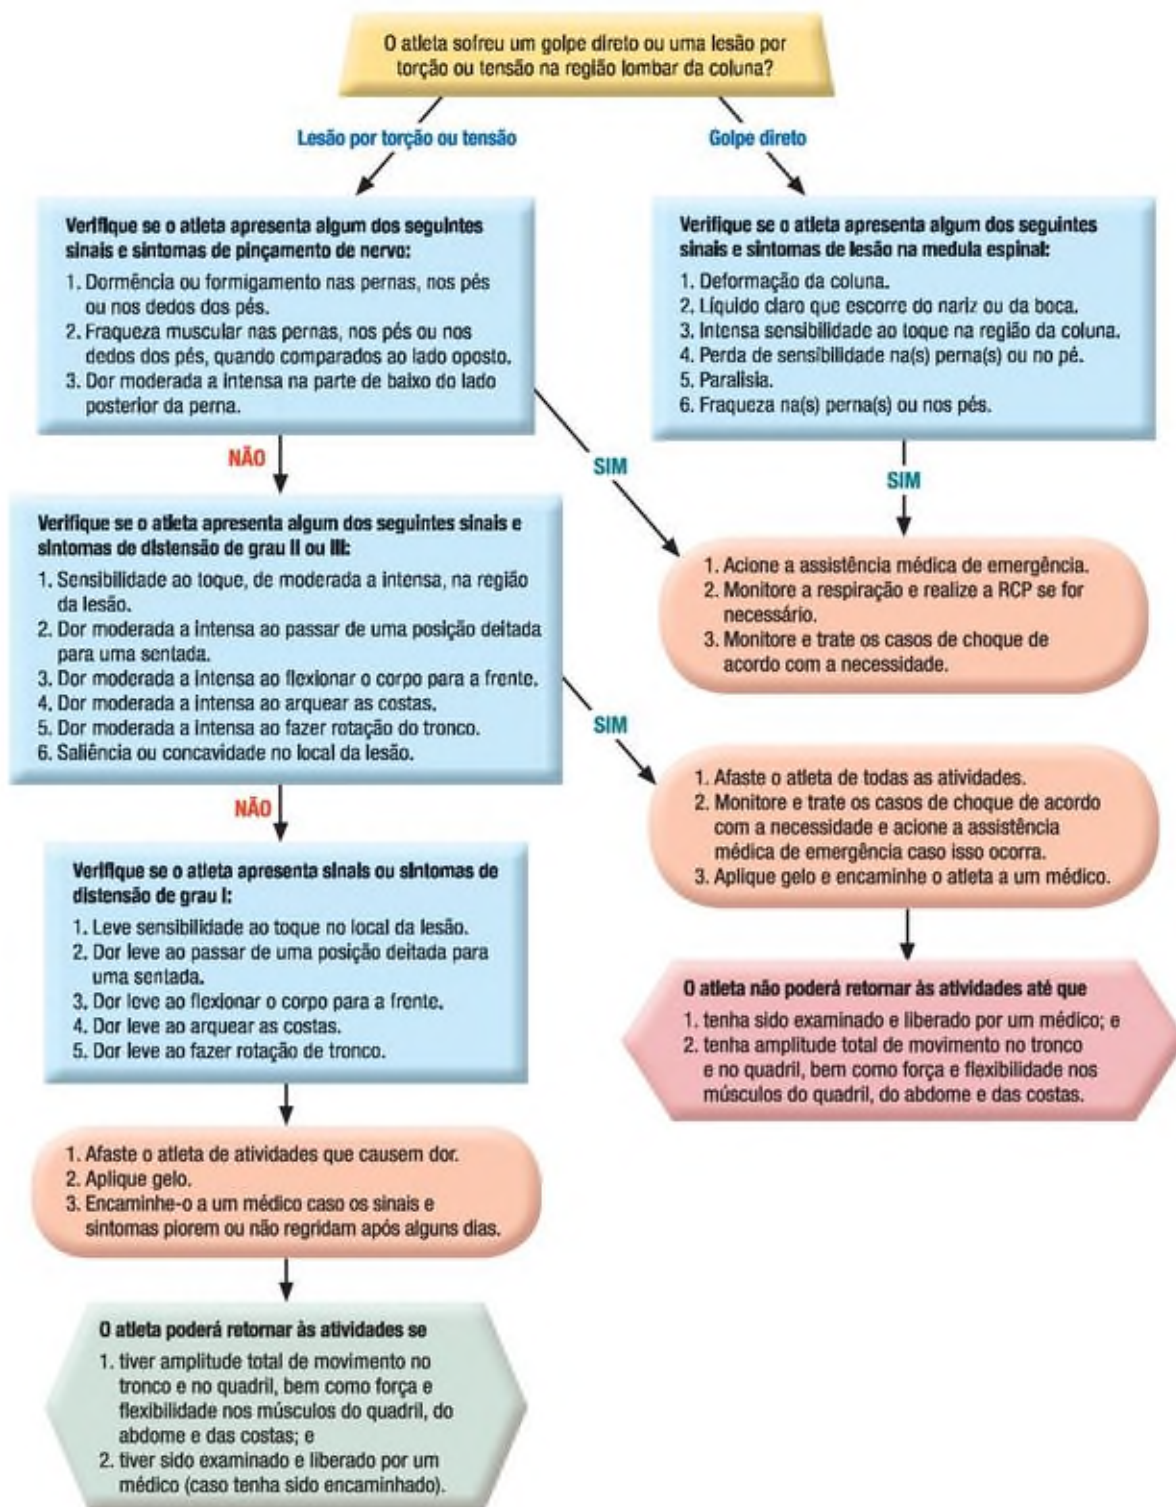 O atleta sofreu um golpe direto ou uma lesão por
torção ou tensão na região lombar da coluna?
Lesão por torção ou tensão
Golpe direto
Verifique se o atleta apresenta algum dos seguintes
sinais e sintomas de pinçamento de nervo:
1. Dormência ou formigamento nas pernas, nos pés
ou nos dedos dos pés.
2. Fraqueza muscular nas pernas, nos pés ou nos
dedos dos pés, quando comparados ao lado oposto.
3. Dor moderada a intensa na parte de baixo do lado
posterior da perna.
Verifique se o atleta apresenta algum dos seguintes
sinais e sintomas de lesão na medula espinal:
1. Deformação da coluna.
2. Líquido claro que escorre do nariz ou da boca.
3. Intensa sensibilidade ao toque na região da coluna.
4. Perda de sensibilidade na(s) perna(s) ou no pé.
5. Paralisia.
6. Fraqueza na(s) perna(s) ou nos pés.
NÃO
SIM
SIM
Verifique se o atleta apresenta algum dos seguintes sinais e
sintomas de distensão de grau II ou III:
1. Sensibilidade ao toque, de moderada a intensa, na região
da lesão.
2. Dor moderada a intensa ao passar de uma posição deitada
para uma sentada.
3. Dor moderada a intensa ao flexionar o corpo para a frente.
4. Dor moderada a intensa ao arquear as costas.
5. Dor moderada a intensa ao fazer rotação do tronco.
6. Saliência ou concavidade no local da lesão.
1. Acione a assistência médica de emergência.
2. Monitore a respiração e realize a RCP se for
necessário.
3. Monitore e trate os casos de choque de
acordo com a necessidade.
SIM
NÃO
1. Afaste o atleta de todas as atividades.
2. Monitore e trate os casos de choque de acordo
com a necessidade e acione a assistência
médica de emergência caso isso ocorra.
3. Aplique gelo e encaminhe o atleta a um médico.
Verifique se o atleta apresenta sinais ou sintomas de
distensão de grau I:
1. Leve sensibilidade ao toque no local da lesão.
2. Dor leve ao passar de uma posição deitada para
uma sentada.
3. Dor leve ao flexionar o corpo para a frente.
4. Dor leve ao arquear as costas.
5. Dor leve ao fazer rotação de tronco.
O atleta não poderá retornar às atividades até que
1. tenha sido examinado e liberado por um médico; e
2. tenha amplitude total de movimento no tronco
e no quadril, bem como força e flexibilidade nos
músculos do quadril, do abdome e das costas.
1. Afaste o atleta de atividades que causem dor.
2. Aplique gelo.
3. Encaminhe-o a um médico caso os sinais e
sintomas piorem ou não regridam após alguns dias.
O atleta poderá retornar às atividades se
1. tiver amplitude total de movimento no
tronco e no quadril, bem como força e
flexibilidade nos músculos do quadril, do
abdome e das costas; e
2. tiver sido examinado e liberado por um
médico (caso tenha sido encaminhado).